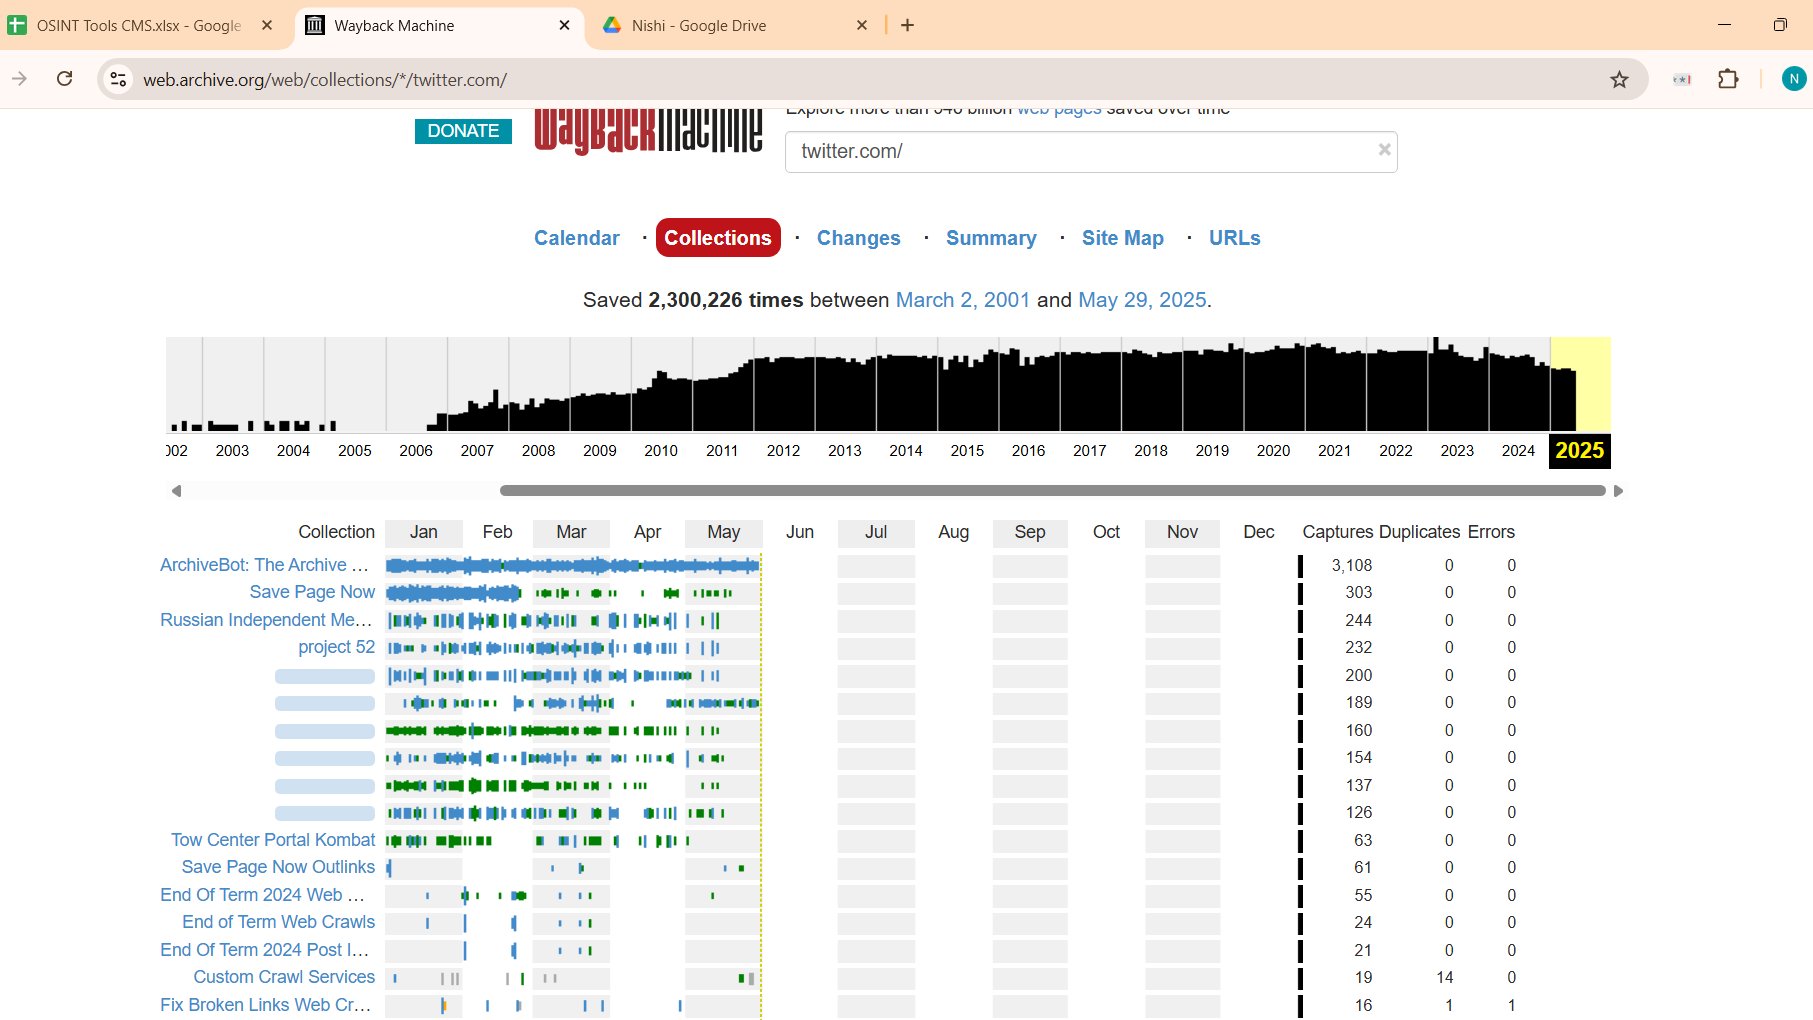 OSINT Tools CMS.xlsx - Google
Wayback Machine
Nishi - Google Drive
web.archive.org/web/collections/*/twitter.com/
N
DONATE
WayBackMachine
Explore more than 946 billion web pages saved over time
twitter.com/
Calendar · Collections · Changes · Summary · Site Map · URLs
Saved 2,300,226 times between March 2, 2001 and May 29, 2025.
002 2003 2004 2005 2006 2007 2008 2009 2010 2011 2012 2013 2014 2015 2016 2017 2018 2019 2020 2021 2022 2023 2024 2025
Collection Jan Feb Mar Apr May Jun Jul Aug Sep Oct Nov Dec Captures Duplicates Errors
ArchiveBot: The Archive ... 3,108 0 0
Save Page Now 303 0 0
Russian Independent Me... 244 0 0
project 52 232 0 0
200 0 0
189 0 0
160 0 0
154 0 0
137 0 0
126 0 0
Tow Center Portal Kombat 63 0 0
Save Page Now Outlinks 61 0 0
End Of Term 2024 Web ... 55 0 0
End of Term Web Crawls 24 0 0
End Of Term 2024 Post I... 21 0 0
Custom Crawl Services 19 14 0
Fix Broken Links Web Cr... 16 1 1